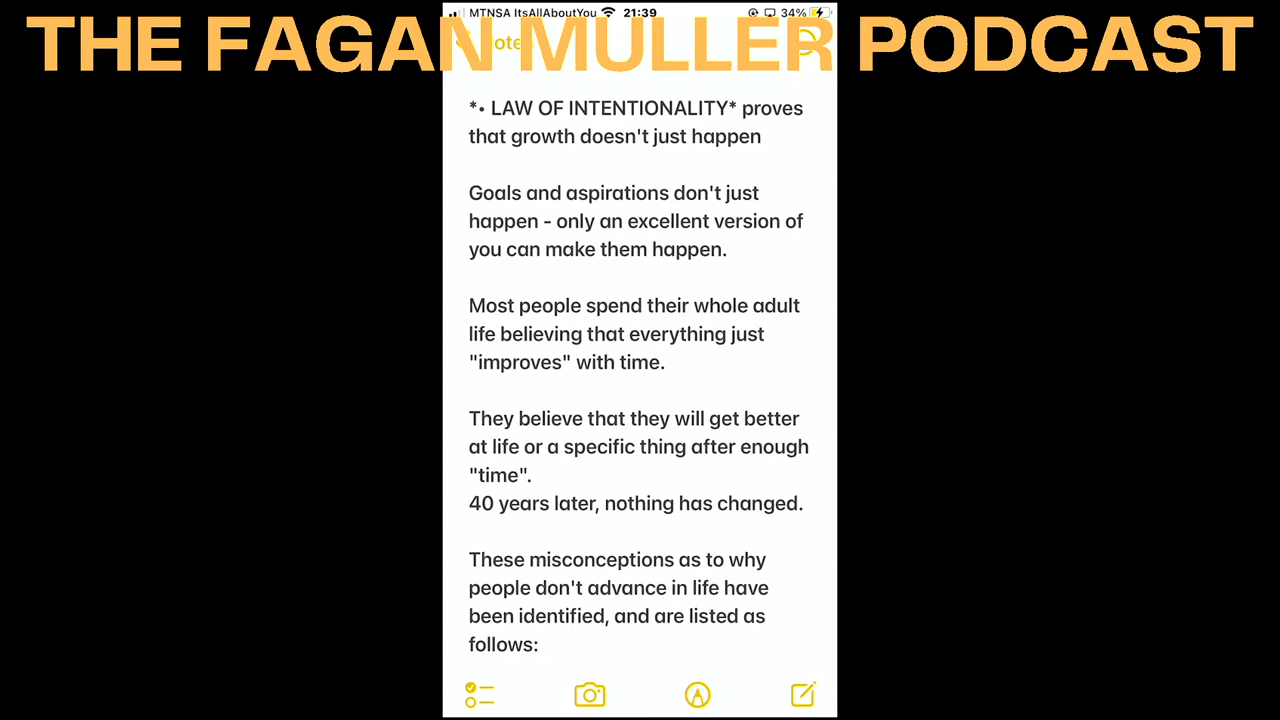 MTNSA ItsAllAboutYou 21:39 34%
THE FAGAN MULLER PODCAST
*• LAW OF INTENTIONALITY* proves
that growth doesn't just happen
Goals and aspirations don't just
happen - only an excellent version of
you can make them happen.
Most people spend their whole adult
life believing that everything just
"improves" with time.
They believe that they will get better
at life or a specific thing after enough
"time".
40 years later, nothing has changed.
These misconceptions as to why
people don't advance in life have
been identified, and are listed as
follows: